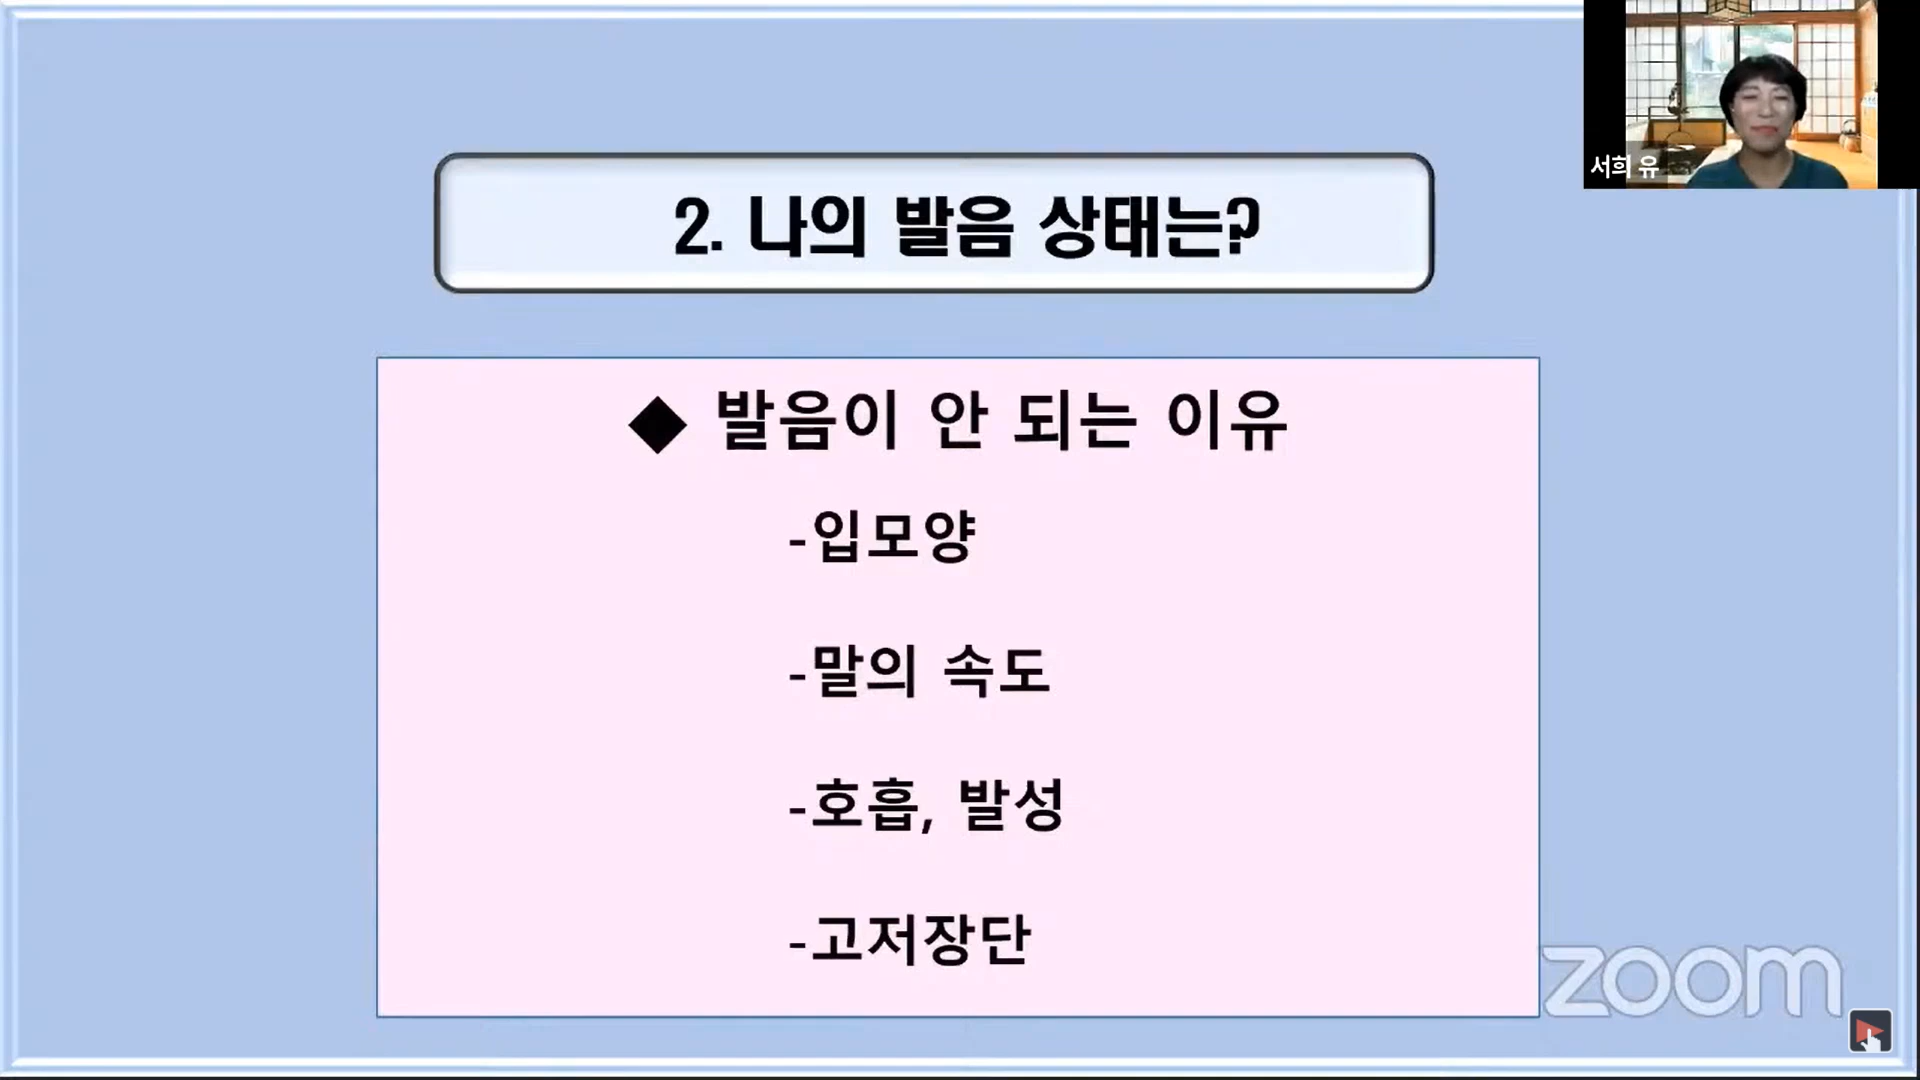 서희 유
2. 나의 발음 상태는?
◆ 발음이 안 되는 이유
-입모양
-말의 속도
-호흡, 발성
-고저장단
zoom